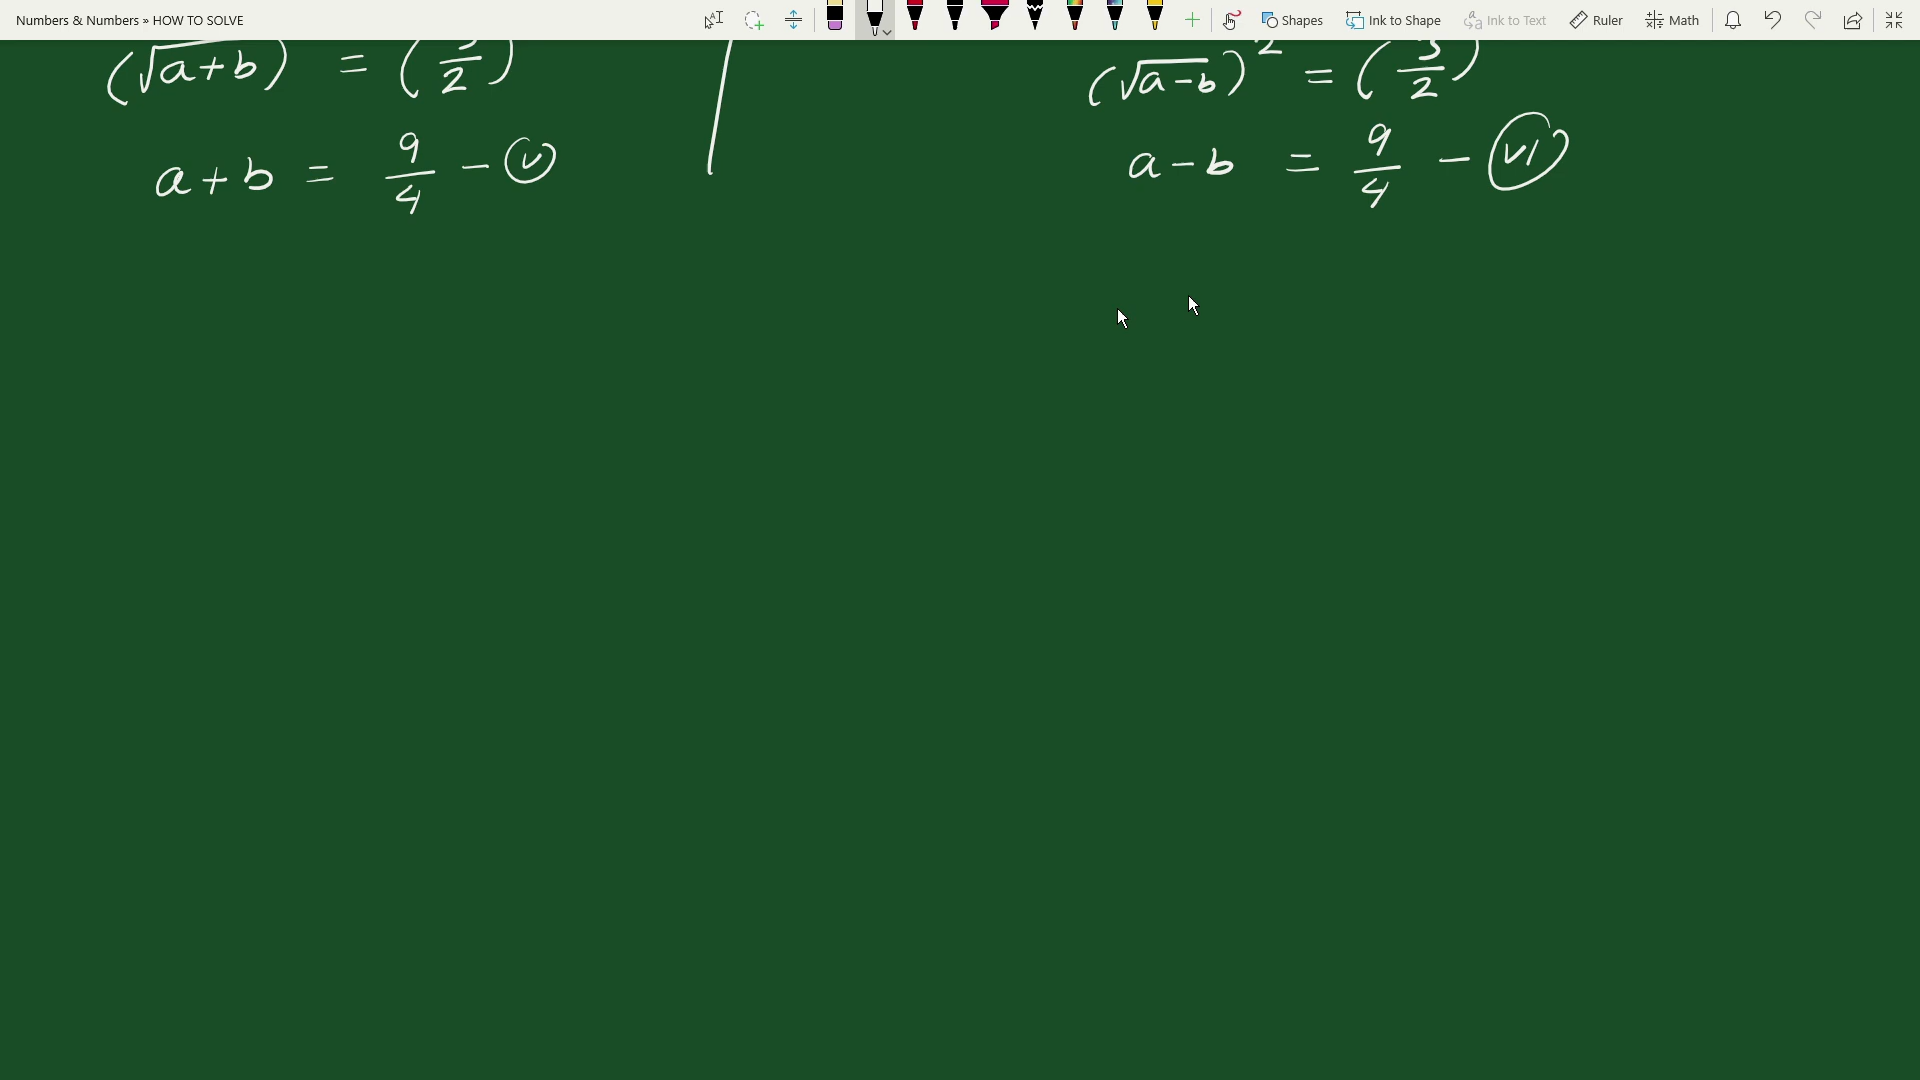 Numbers & Numbers » HOW TO SOLVE
Shapes
Ink to Shape
Ink to Text
Ruler
Math
(√a+b) = (3/2)
a+b = 9/4 - (v)
(√a-b)² = (3/2)
a-b = 9/4 - (vi)